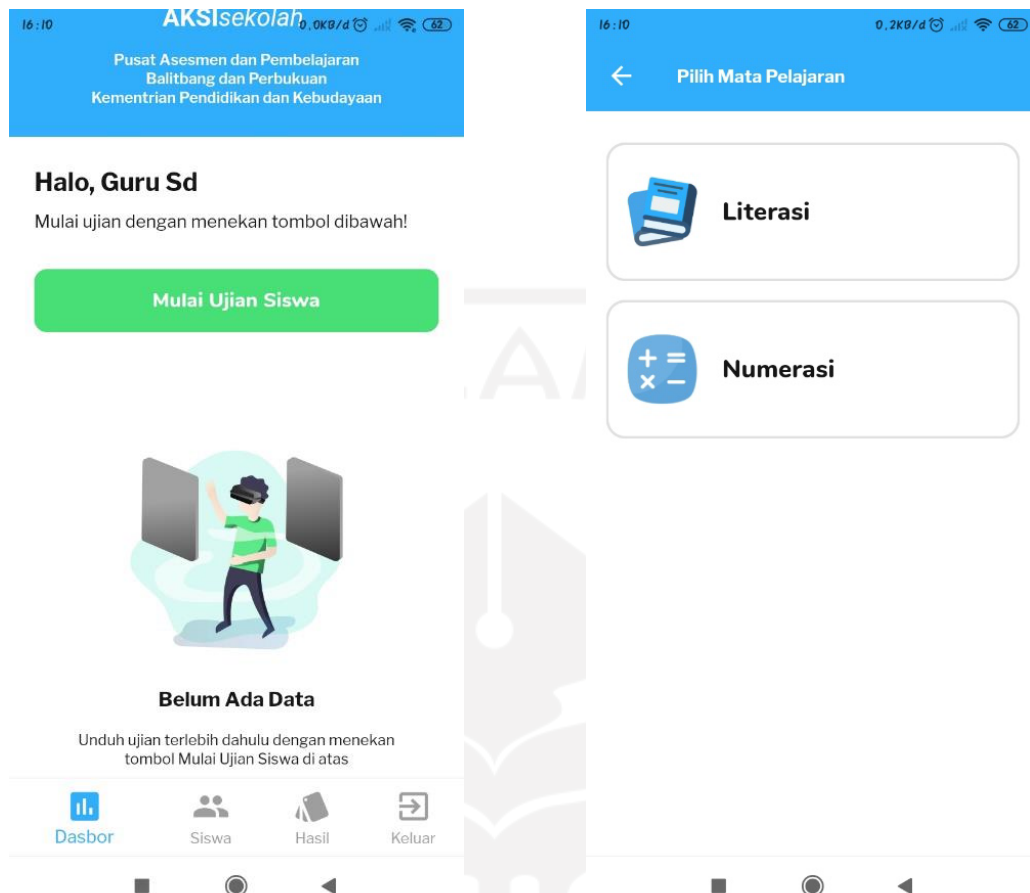 16:10
AKSIsekolah
0,0KB/d
62
Pusat Asesmen dan Pembelajaran
Balitbang dan Perbukuan
Kementrian Pendidikan dan Kebudayaan
Halo, Guru Sd
Mulai ujian dengan menekan tombol dibawah!
Mulai Ujian Siswa
Belum Ada Data
Unduh ujian terlebih dahulu dengan menekan
tombol Mulai Ujian Siswa di atas
Dasbor
Siswa
Hasil
Keluar
16:10
0,2KB/d
62
Pilih Mata Pelajaran
Literasi
Numerasi